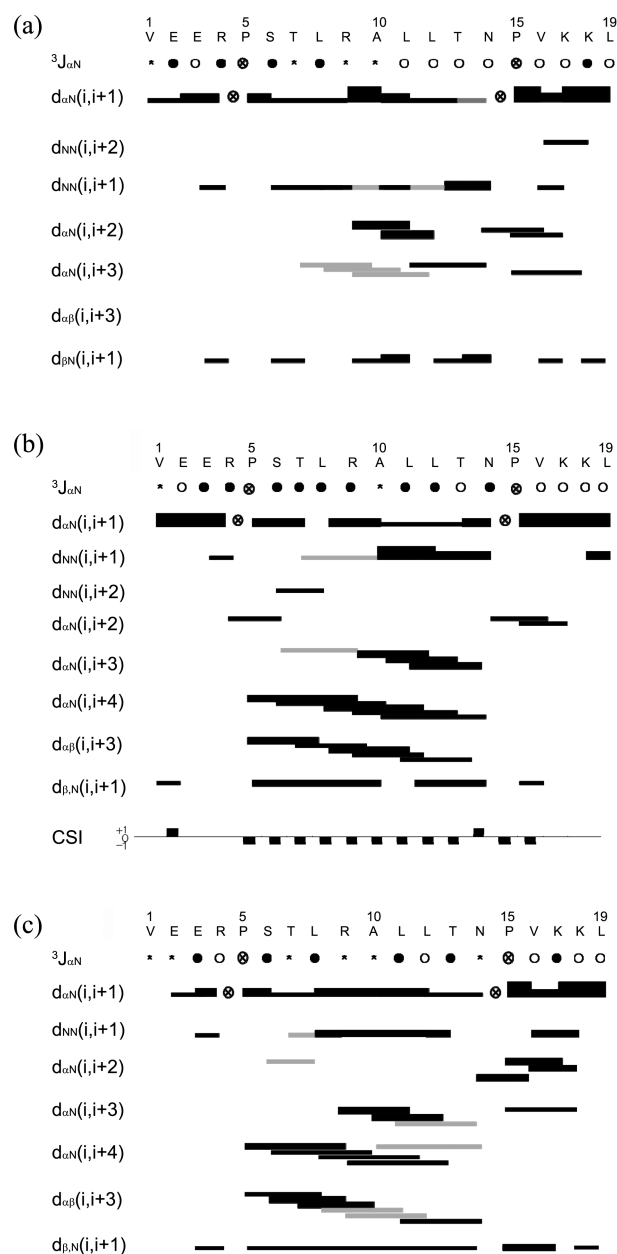 (a)
1 5 10 15 19
V E E R P S T L R A L L T N P V K K L
³JαN * ● O ● ⊗ ● * ● * * O O O O ⊗ O O ● O
dαN(i,i+1) ⊗ ⊗
dNN(i,i+2)
dNN(i,i+1)
dαN(i,i+2)
dαN(i,i+3)
dαβ(i,i+3)
dβN(i,i+1)
(b)
1 5 10 15 19
V E E R P S T L R A L L T N P V K K L
³JαN * O ● ● ⊗ ● ● ● ● * ● ● O ● ⊗ O O O O
dαN(i,i+1) ⊗ ⊗
dNN(i,i+1)
dNN(i,i+2)
dαN(i,i+2)
dαN(i,i+3)
dαN(i,i+4)
dαβ(i,i+3)
dβ,N(i,i+1)
CSI +1 0 −1
(c)
1 5 10 15 19
V E E R P S T L R A L L T N P V K K L
³JαN * * ● O ⊗ ● * ● * * ● O ● * ⊗ O ● O O
dαN(i,i+1) ⊗ ⊗
dNN(i,i+1)
dαN(i,i+2)
dαN(i,i+3)
dαN(i,i+4)
dαβ(i,i+3)
dβ,N(i,i+1)